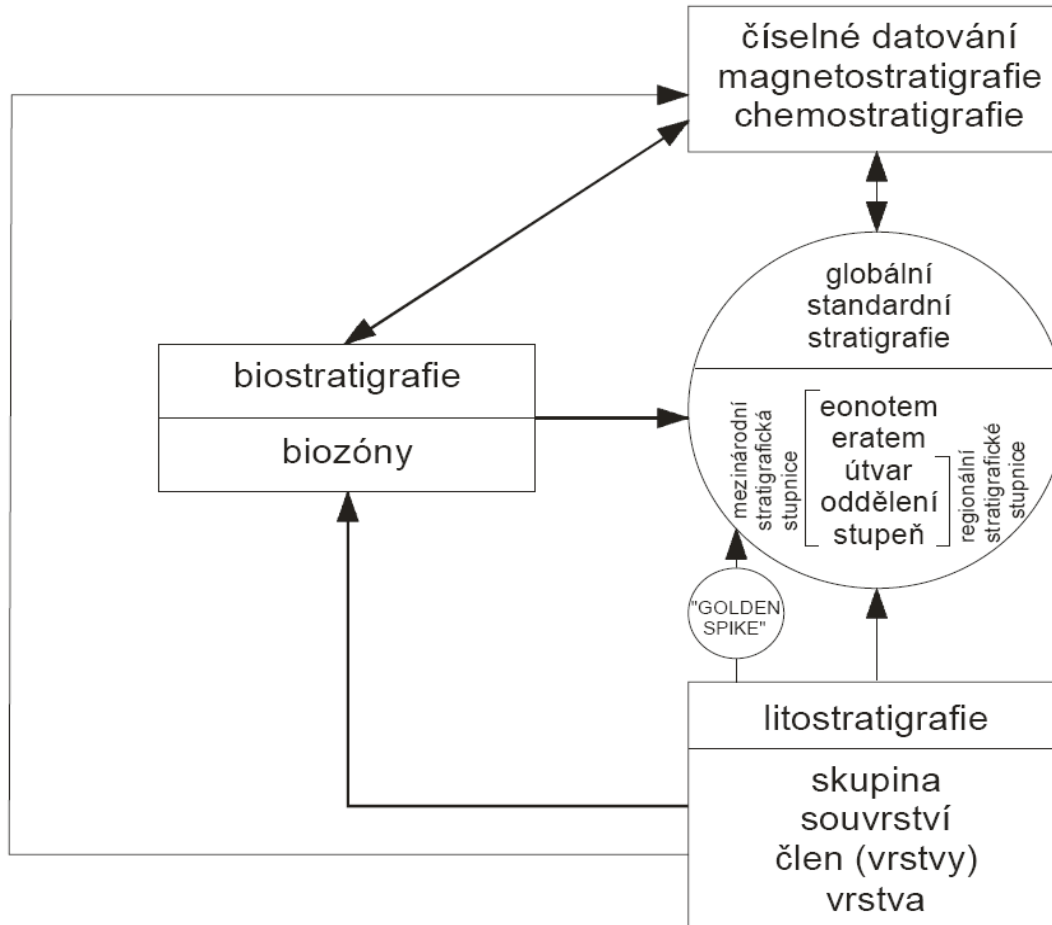 číselné datování
magnetostratigrafie
chemostratigrafie
globální
standardní
stratigrafie
biostratigrafie
biozóny
mezinárodní
stratigrafická
stupnice
eonotem
eratem
útvar
oddělení
stupeň
regionální
stratigrafické
stupnice
"GOLDEN
SPIKE"
litostratigrafie
skupina
souvrství
člen (vrstvy)
vrstva